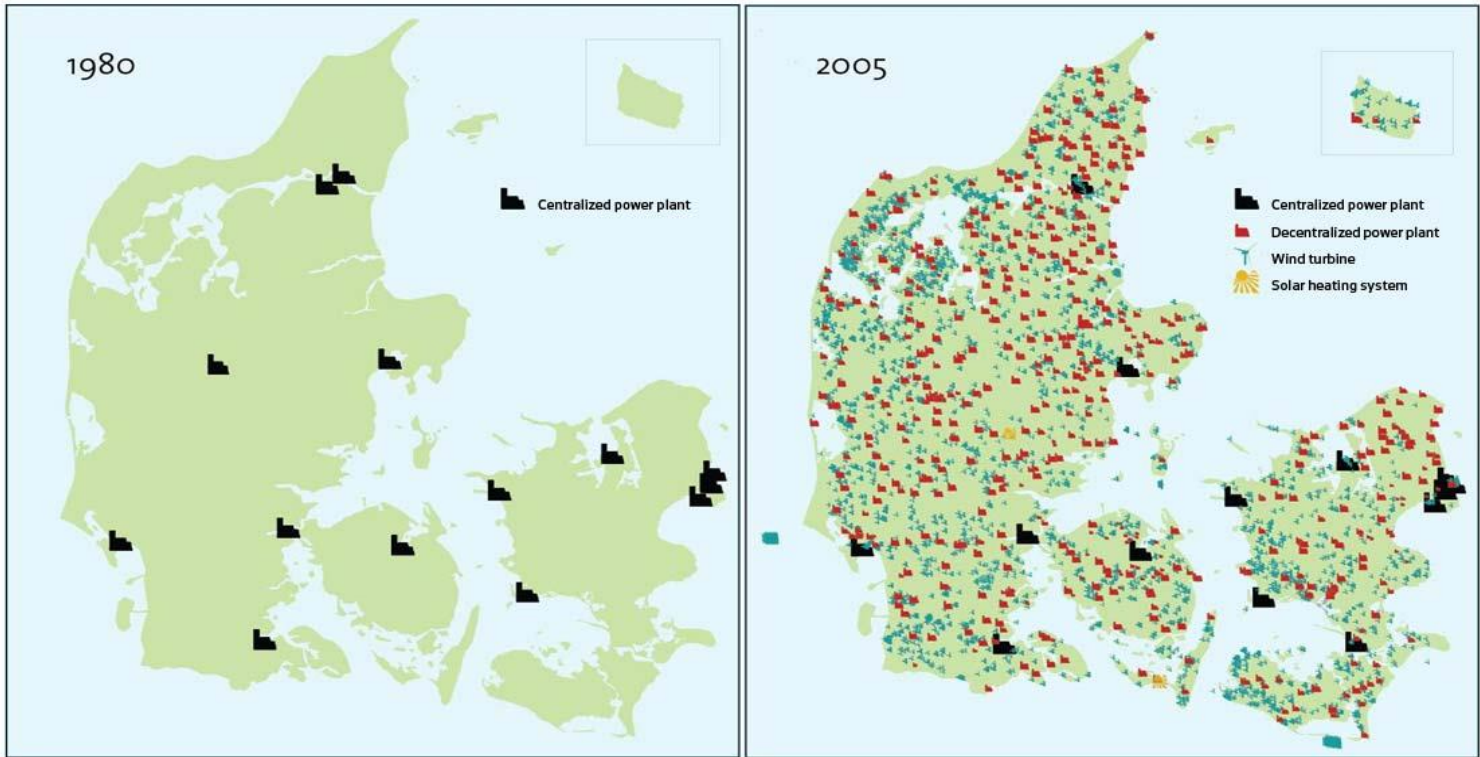 1980
Centralized power plant
2005
Centralized power plant
Decentralized power plant
Wind turbine
Solar heating system